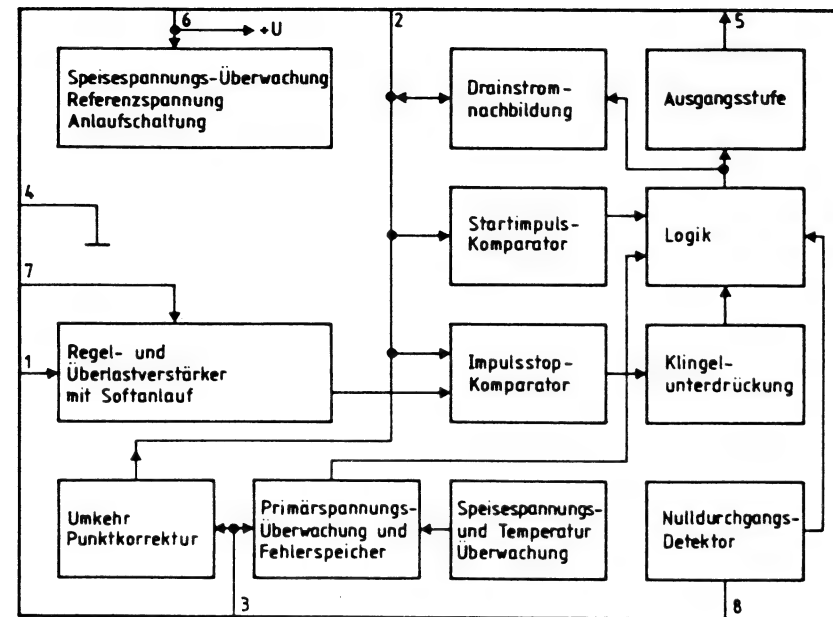 6
+U
2
5
Speisespannungs-Überwachung
Referenzspannung
Anlaufschaltung
Drainstrom-
nachbildung
Ausgangsstufe
4
Startimpuls-
Komparator
Logik
7
1
Regel- und
Überlastverstärker
mit Softanlauf
Impulsstop-
Komparator
Klingel-
unterdrückung
Umkehr
Punktkorrektur
Primärspannungs-
Überwachung und
Fehlerspeicher
Speisespannungs-
und Temperatur
Überwachung
Nulldurchgangs-
Detektor
3
8